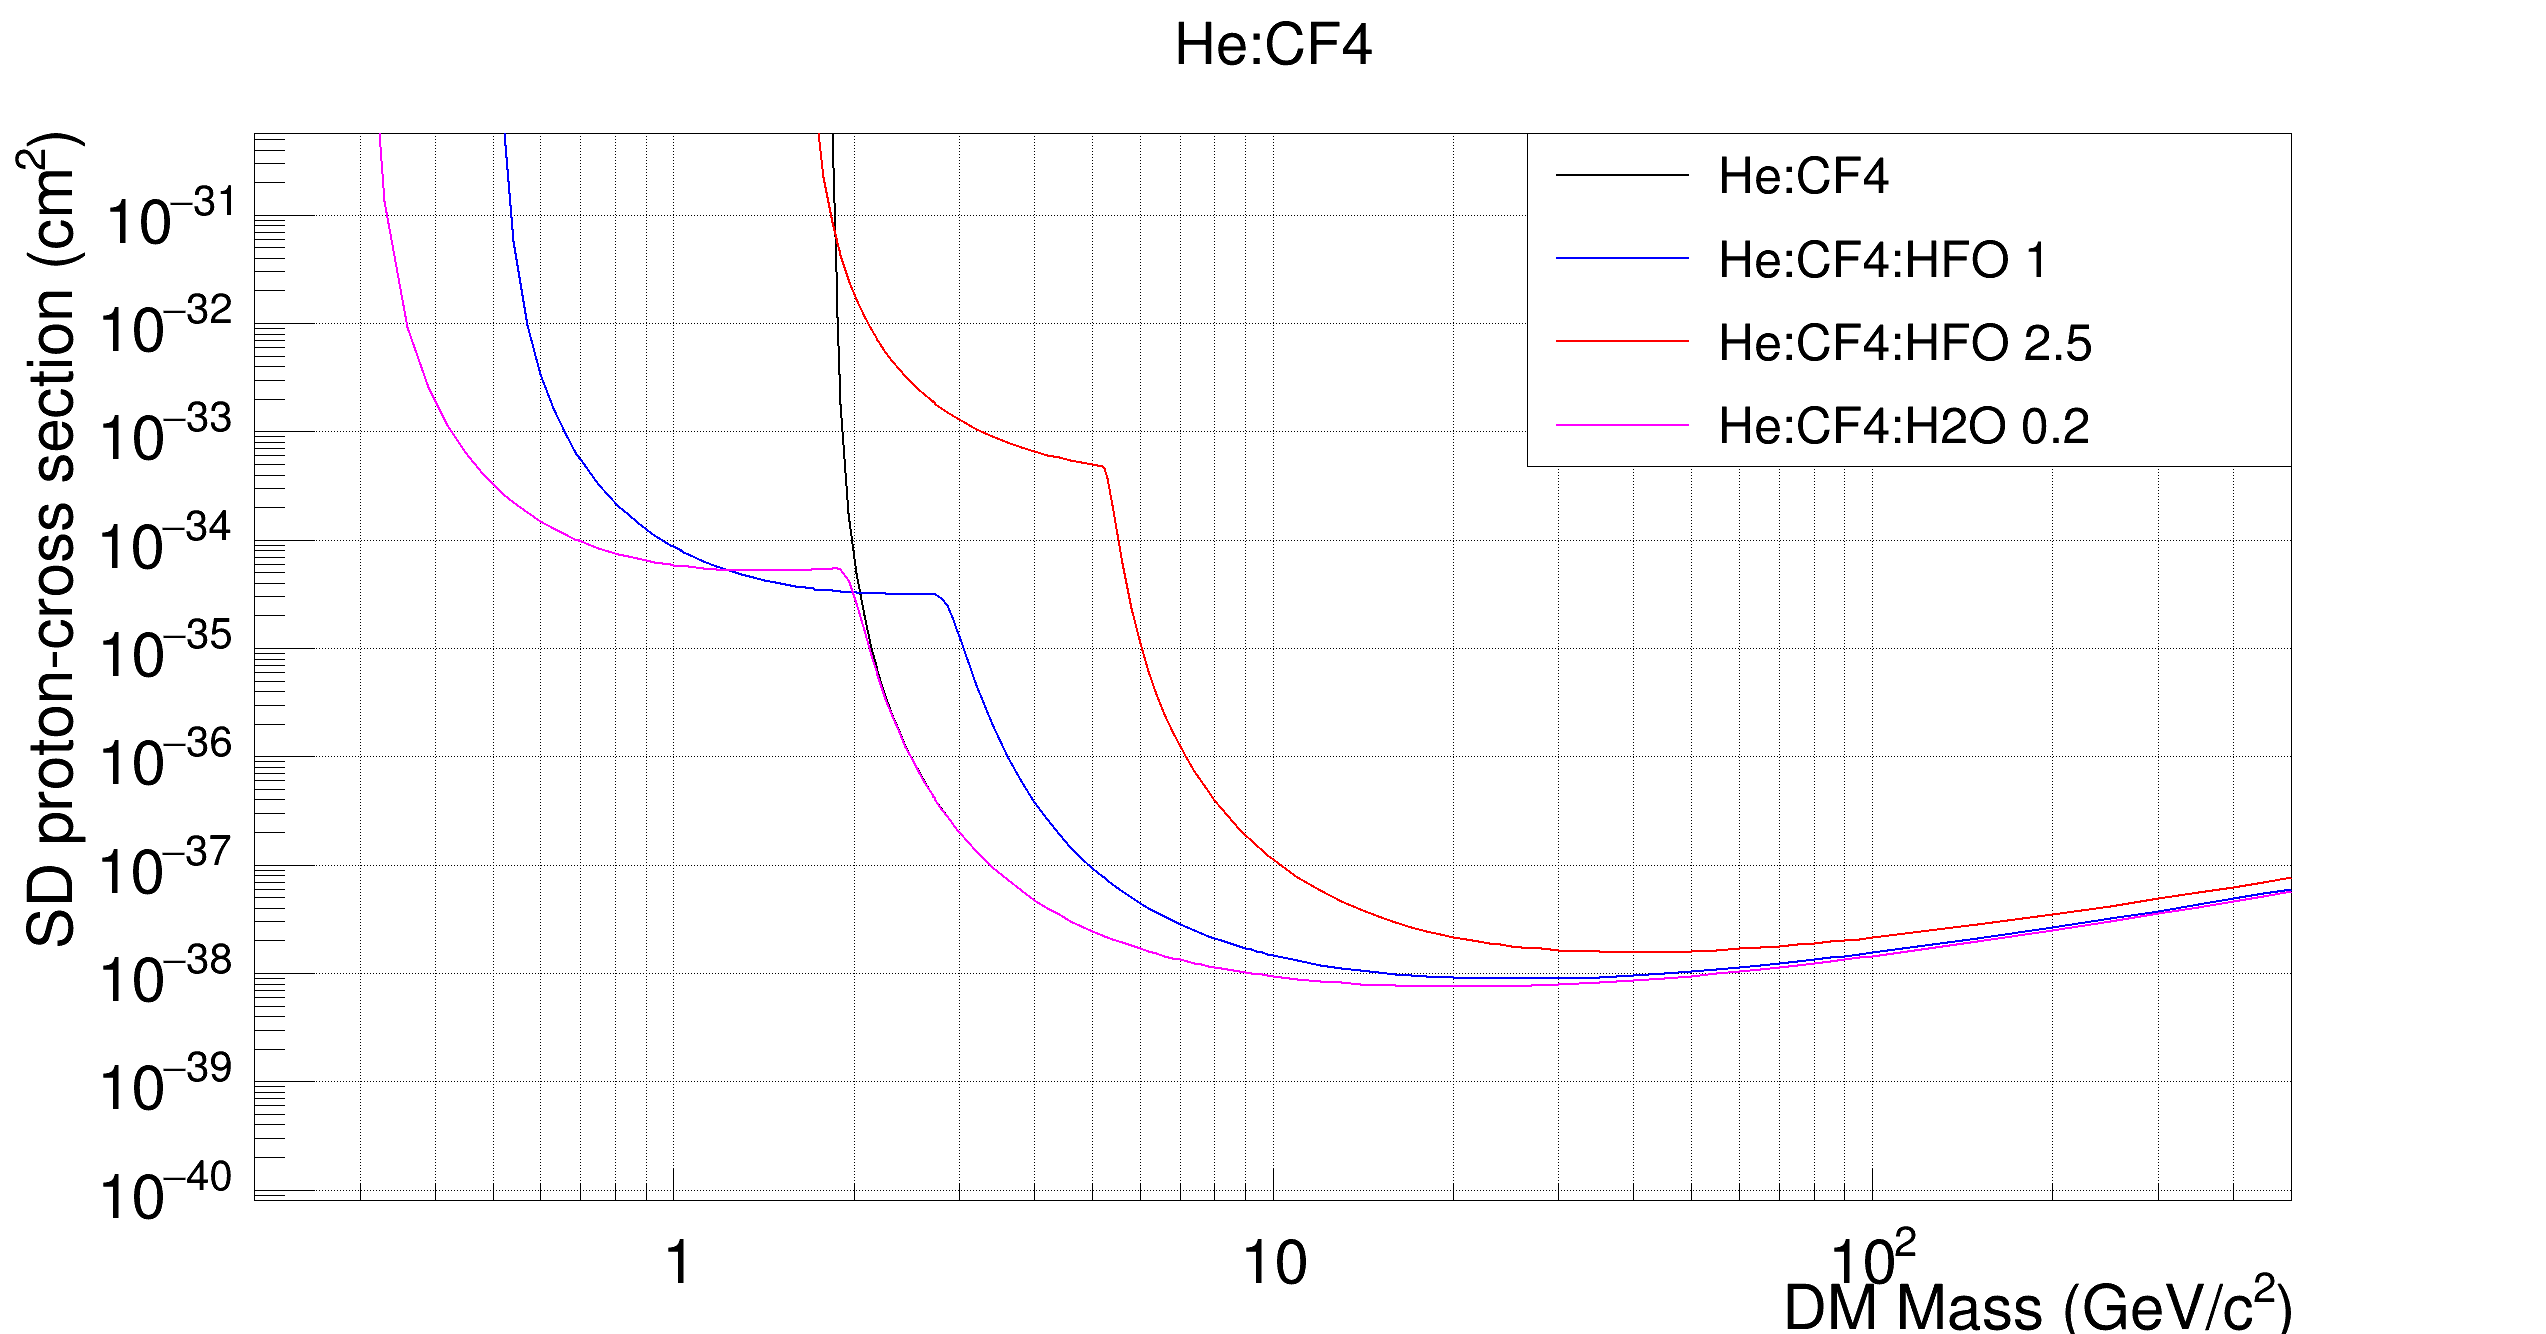 He:CF4
SD proton-cross section (cm²)
10⁻³¹
10⁻³²
10⁻³³
10⁻³⁴
10⁻³⁵
10⁻³⁶
10⁻³⁷
10⁻³⁸
10⁻³⁹
10⁻⁴⁰
He:CF4
He:CF4:HFO 1
He:CF4:HFO 2.5
He:CF4:H2O 0.2
1 10 10²
DM Mass (GeV/c²)